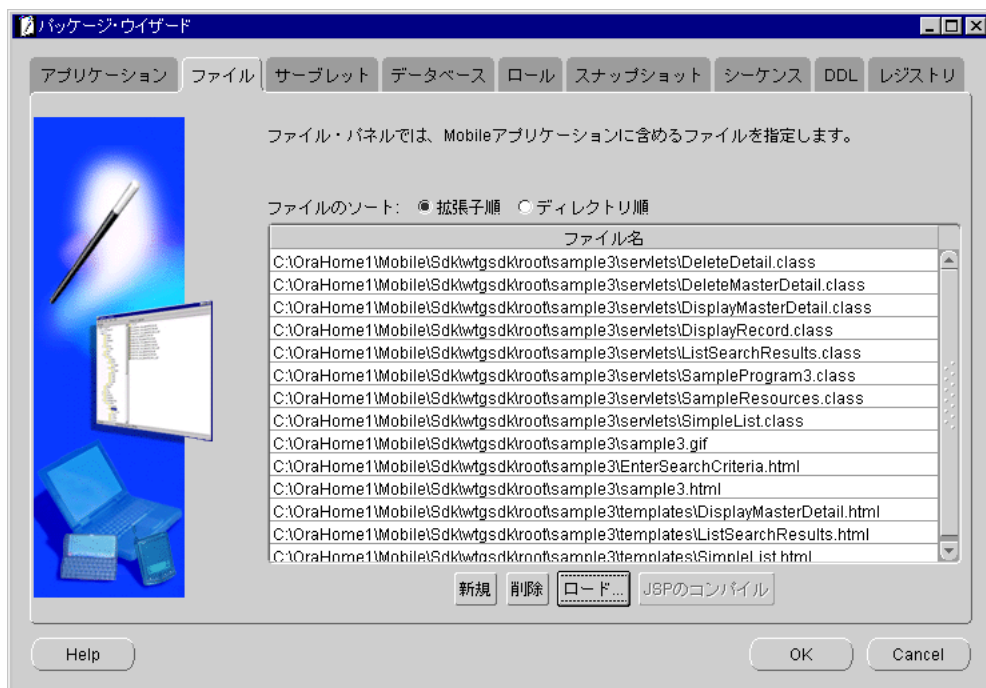 パッケージ・ウィザード
アプリケーション ファイル サーブレット データベース ロール スナップショット シーケンス DDL レジストリ
ファイル・パネルでは、Mobileアプリケーションに含めるファイルを指定します。
ファイルのソート: 拡張子順 ディレクトリ順
ファイル名
C:\OraHome1\Mobile\Sdk\wtgsdk\root\sample3\servlets\DeleteDetail.class
C:\OraHome1\Mobile\Sdk\wtgsdk\root\sample3\servlets\DeleteMasterDetail.class
C:\OraHome1\Mobile\Sdk\wtgsdk\root\sample3\servlets\DisplayMasterDetail.class
C:\OraHome1\Mobile\Sdk\wtgsdk\root\sample3\servlets\DisplayRecord.class
C:\OraHome1\Mobile\Sdk\wtgsdk\root\sample3\servlets\ListSearchResults.class
C:\OraHome1\Mobile\Sdk\wtgsdk\root\sample3\servlets\SampleProgram3.class
C:\OraHome1\Mobile\Sdk\wtgsdk\root\sample3\servlets\SampleResources.class
C:\OraHome1\Mobile\Sdk\wtgsdk\root\sample3\servlets\SimpleList.class
C:\OraHome1\Mobile\Sdk\wtgsdk\root\sample3\sample3.gif
C:\OraHome1\Mobile\Sdk\wtgsdk\root\sample3\EnterSearchCriteria.html
C:\OraHome1\Mobile\Sdk\wtgsdk\root\sample3\sample3.html
C:\OraHome1\Mobile\Sdk\wtgsdk\root\sample3\templates\DisplayMasterDetail.html
C:\OraHome1\Mobile\Sdk\wtgsdk\root\sample3\templates\ListSearchResults.html
C:\OraHome1\Mobile\Sdk\wtgsdk\root\sample3\templates\SimpleList.html
新規 削除 ロード... JSPのコンパイル
Help OK Cancel